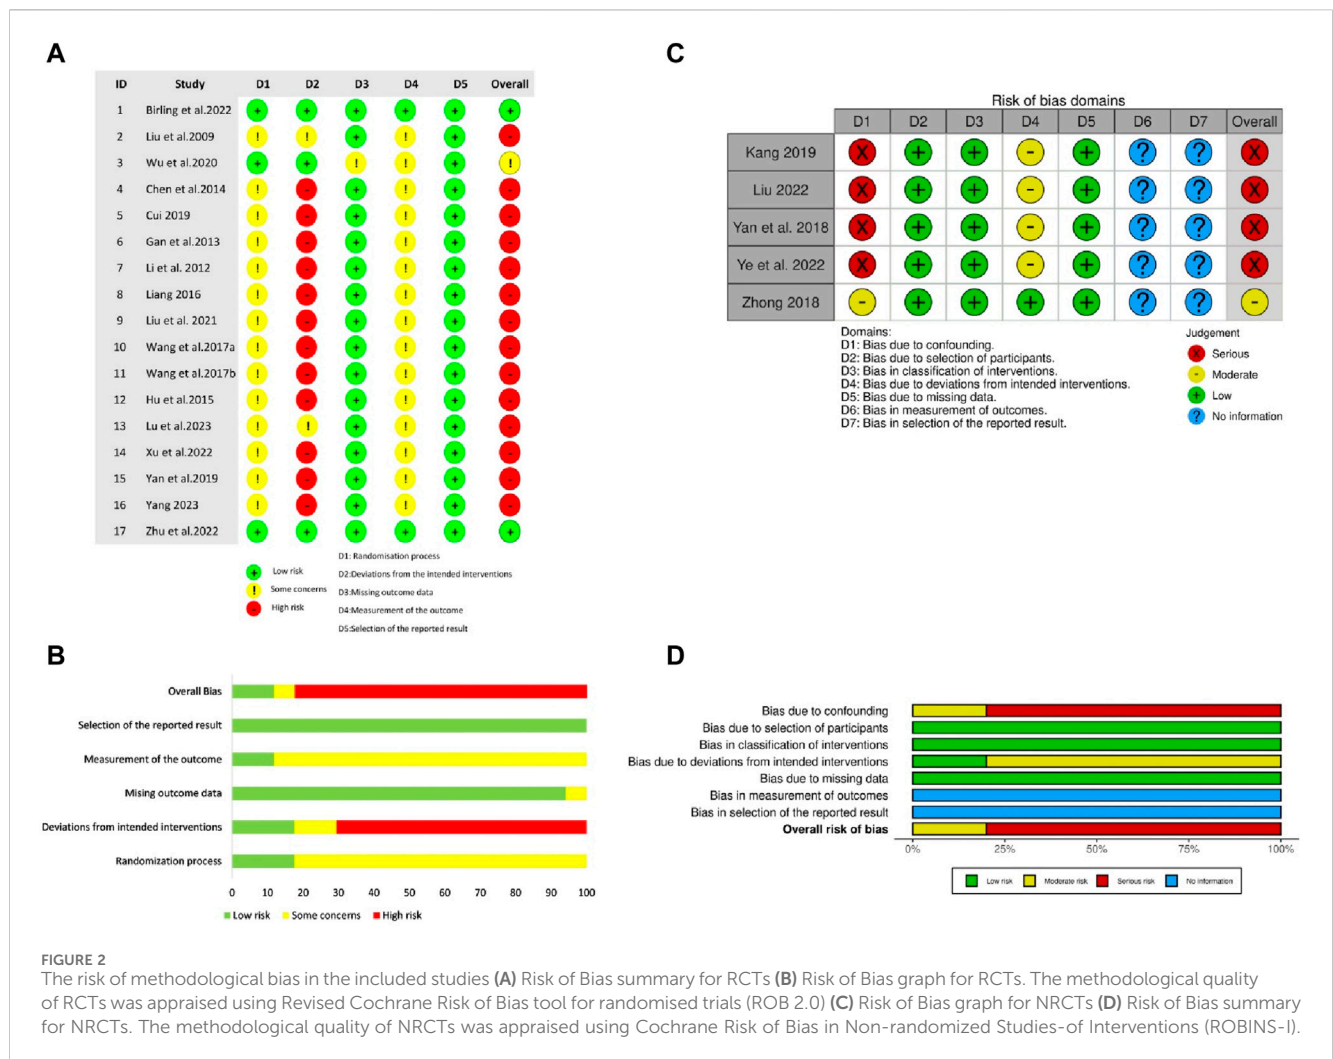 A
ID Study D1 D2 D3 D4 D5 Overall
1 Birling et al.2022 + + + + + +
2 Liu et al.2009 ! ! + ! + -
3 Wu et al.2020 + + ! ! + !
4 Chen et al.2014 ! - + ! + -
5 Cui 2019 ! - + ! + -
6 Gan et al.2013 ! - + ! + -
7 Li et al. 2012 ! - + ! + -
8 Liang 2016 ! - + ! + -
9 Liu et al. 2021 ! - + ! + -
10 Wang et al.2017a ! - + ! + -
11 Wang et al.2017b ! - + ! + -
12 Hu et al.2015 ! - + ! + -
13 Lu et al.2023 ! ! + ! + -
14 Xu et al.2022 ! - + ! + -
15 Yan et al.2019 ! - + ! + -
16 Yang 2023 ! - + ! + -
17 Zhu et al.2022 + + + + + +
+ Low risk
! Some concerns
- High risk
D1: Randomisation process
D2:Deviations from the intended interventions
D3:Missing outcome data
D4:Measurement of the outcome
D5:Selection of the reported result
C
Risk of bias domains
D1 D2 D3 D4 D5 D6 D7 Overall
Kang 2019 X + + - + ? ? X
Liu 2022 X + + - + ? ? X
Yan et al. 2018 X + + - + ? ? X
Ye et al. 2022 X + + - + ? ? X
Zhong 2018 - + + + + ? ? -
Domains:
D1: Bias due to confounding.
D2: Bias due to selection of participants.
D3: Bias in classification of interventions.
D4: Bias due to deviations from intended interventions.
D5: Bias due to missing data.
D6: Bias in measurement of outcomes.
D7: Bias in selection of the reported result.
Judgement
X Serious
- Moderate
+ Low
? No information
B
Overall Bias
Selection of the reported result
Measurement of the outcome
Mising outcome data
Deviations from intended interventions
Randomization process
0 10 20 30 40 50 60 70 80 90 100
Low risk Some concerns High risk
D
Bias due to confounding
Bias due to selection of participants
Bias in classification of interventions
Bias due to deviations from intended interventions
Bias due to missing data
Bias in measurement of outcomes
Bias in selection of the reported result
Overall risk of bias
0% 25% 50% 75% 100%
Low risk Moderate risk Serious risk No information
FIGURE 2
The risk of methodological bias in the included studies (A) Risk of Bias summary for RCTs (B) Risk of Bias graph for RCTs. The methodological quality
of RCTs was appraised using Revised Cochrane Risk of Bias tool for randomised trials (ROB 2.0) (C) Risk of Bias graph for NRCTs (D) Risk of Bias summary
for NRCTs. The methodological quality of NRCTs was appraised using Cochrane Risk of Bias in Non-randomized Studies-of Interventions (ROBINS-I).